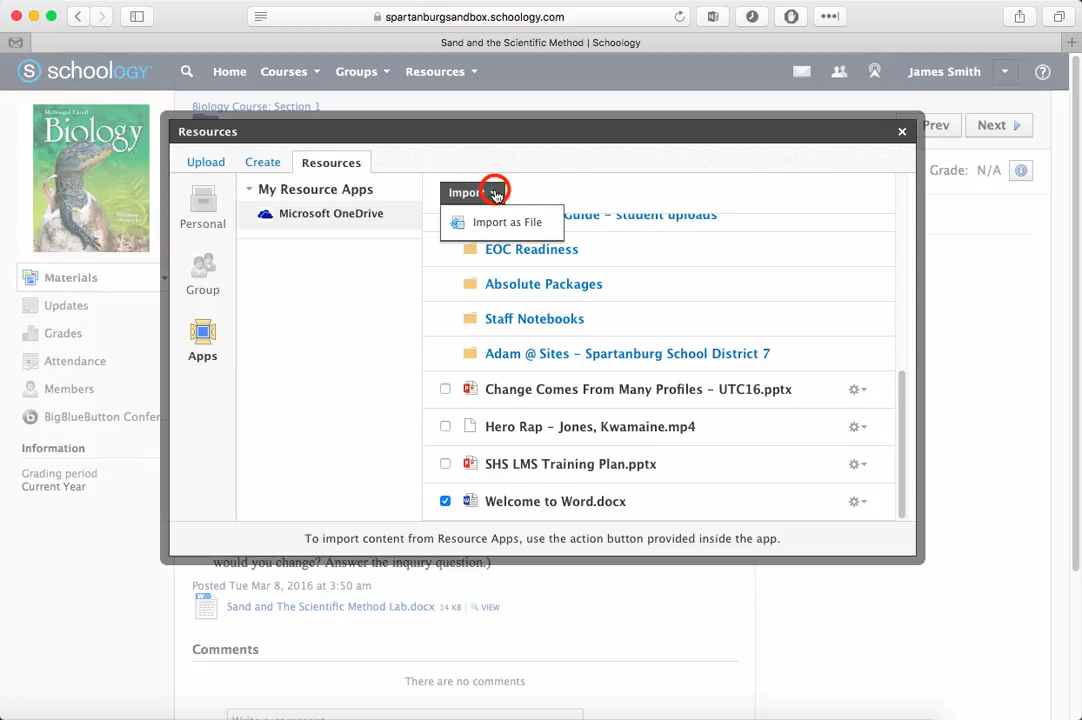 spartanburgsandbox.schoology.com
Sand and the Scientific Method | Schoology
schoology
Home
Courses
Groups
Resources
James Smith
Biology Course: Section 1
Biology
Resources
Prev
Next
Grade: N/A
Upload
Create
Resources
Import
My Resource Apps
Microsoft OneDrive
Import as File
Guide - student uploads
Personal
Group
Apps
EOC Readiness
Absolute Packages
Staff Notebooks
Adam @ Sites - Spartanburg School District 7
Change Comes From Many Profiles - UTC16.pptx
Hero Rap - Jones, Kwamaine.mp4
SHS LMS Training Plan.pptx
Welcome to Word.docx
To import content from Resource Apps, use the action button provided inside the app.
Materials
Updates
Grades
Attendance
Members
BigBlueButton Confer
Information
Grading period
Current Year
would you change? Answer the inquiry question.)
Posted Tue Mar 8, 2016 at 3:50 am
Sand and The Scientific Method Lab.docx 14 KB | VIEW
Comments
There are no comments
Write a comment